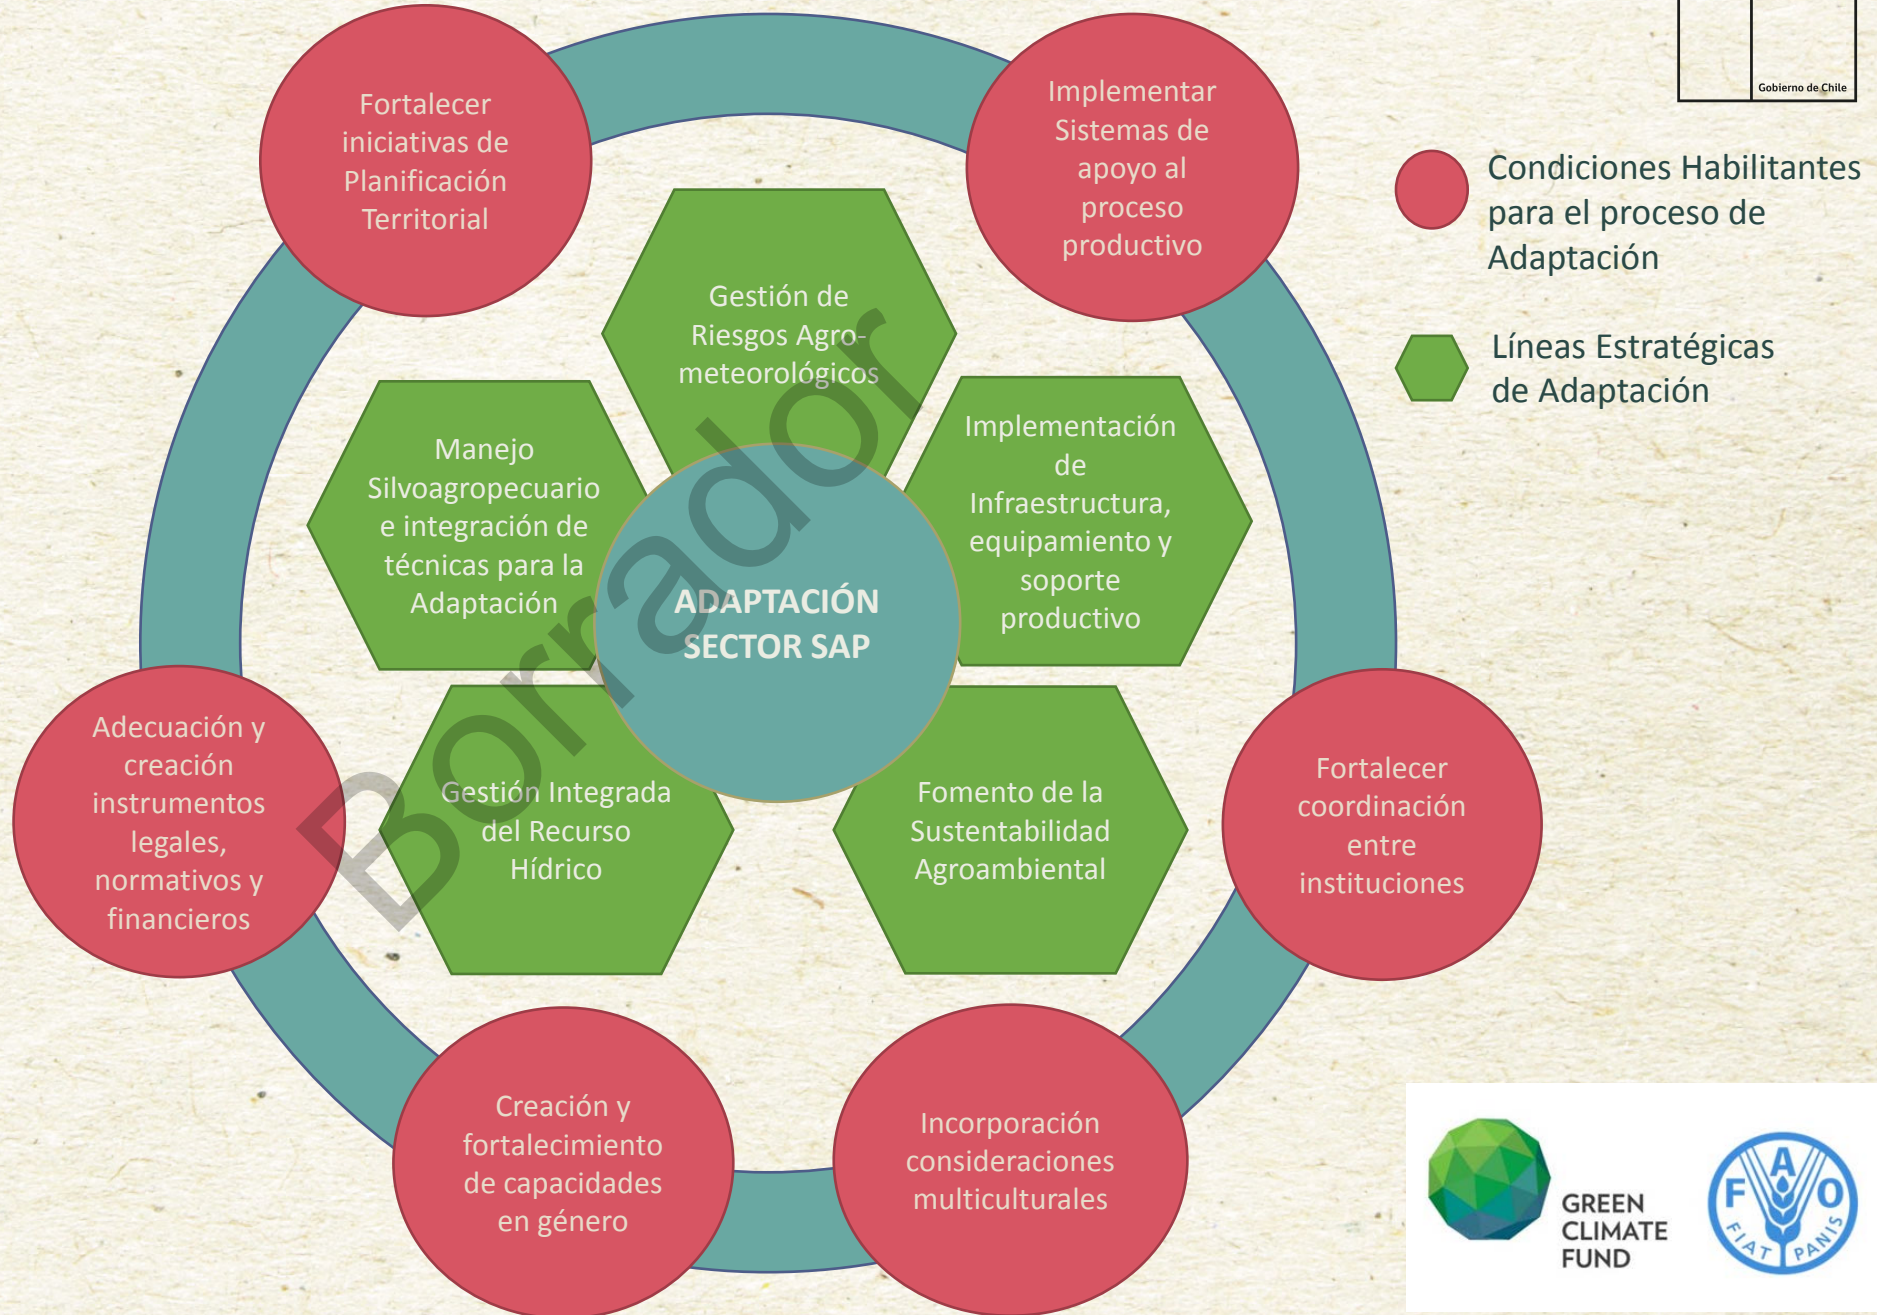 Fortalecer
iniciativas de
Planificación
Territorial
Implementar
Sistemas de
apoyo al
proceso
productivo
Gobierno de Chile
Condiciones Habilitantes
para el proceso de
Adaptación
Líneas Estratégicas
de Adaptación
Gestión de
Riesgos Agro-
meteorológicos
Manejo
Silvoagropecuario
e integración de
técnicas para la
Adaptación
Implementación
de
Infraestructura,
equipamiento y
soporte
productivo
ADAPTACIÓN
SECTOR SAP
Borrador
Adecuación y
creación
instrumentos
legales,
normativos y
financieros
Gestión Integrada
del Recurso
Hídrico
Fomento de la
Sustentabilidad
Agroambiental
Fortalecer
coordinación
entre
instituciones
Creación y
fortalecimiento
de capacidades
en género
Incorporación
consideraciones
multiculturales
GREEN
CLIMATE
FUND
FAO
FIAT PANIS